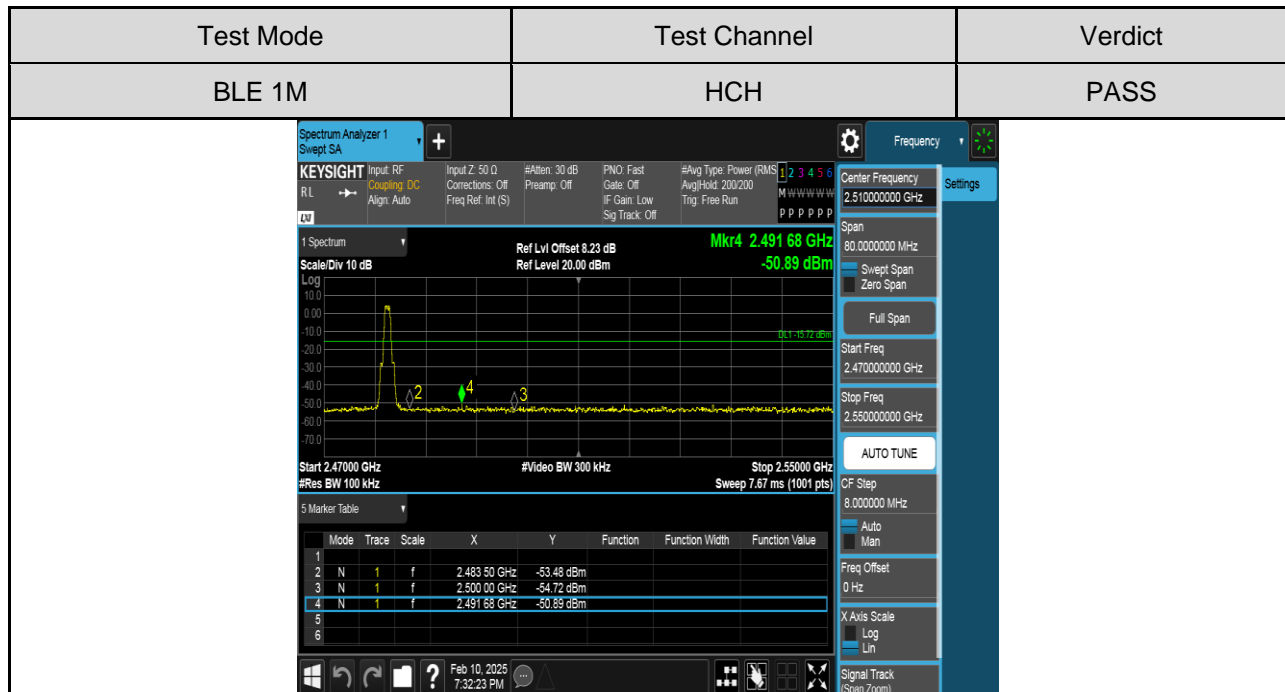 Test Mode Test Channel Verdict
BLE 1M HCH PASS
Spectrum Analyzer 1
Swept SA
+
Frequency
KEYSIGHT Input: RF Input Z: 50 Ω #Atten: 30 dB PNO: Fast #Avg Type: Power (RMS 1 2 3 4 5 6
RL Coupling: DC Corrections: Off Preamp: Off Gate: Off Avg|Hold: 200/200 M W W W W W
Align: Auto Freq Ref: Int (S) IF Gain: Low Trig: Free Run
LXI Sig Track: Off P P P P P P
Center Frequency
2.510000000 GHz
Settings
1 Spectrum
Ref Lvl Offset 8.23 dB Mkr4 2.491 68 GHz
Scale/Div 10 dB Ref Level 20.00 dBm -50.89 dBm
Log
10.0
0.00
-10.0
DL1 -15.72 dBm
-20.0
-30.0
-40.0
2 4 3
-50.0
-60.0
-70.0
Start 2.47000 GHz #Video BW 300 kHz Stop 2.55000 GHz
#Res BW 100 kHz Sweep 7.67 ms (1001 pts)
Span
80.0000000 MHz
Swept Span
Zero Span
Full Span
Start Freq
2.470000000 GHz
Stop Freq
2.550000000 GHz
AUTO TUNE
CF Step
8.000000 MHz
Auto
Man
Freq Offset
0 Hz
X Axis Scale
Log
Lin
Signal Track
(Span Zoom)
5 Marker Table
Mode Trace Scale X Y Function Function Width Function Value
1
2 N 1 f 2.483 50 GHz -53.48 dBm
3 N 1 f 2.500 00 GHz -54.72 dBm
4 N 1 f 2.491 68 GHz -50.89 dBm
5
6
? Feb 10, 2025
7:32:23 PM